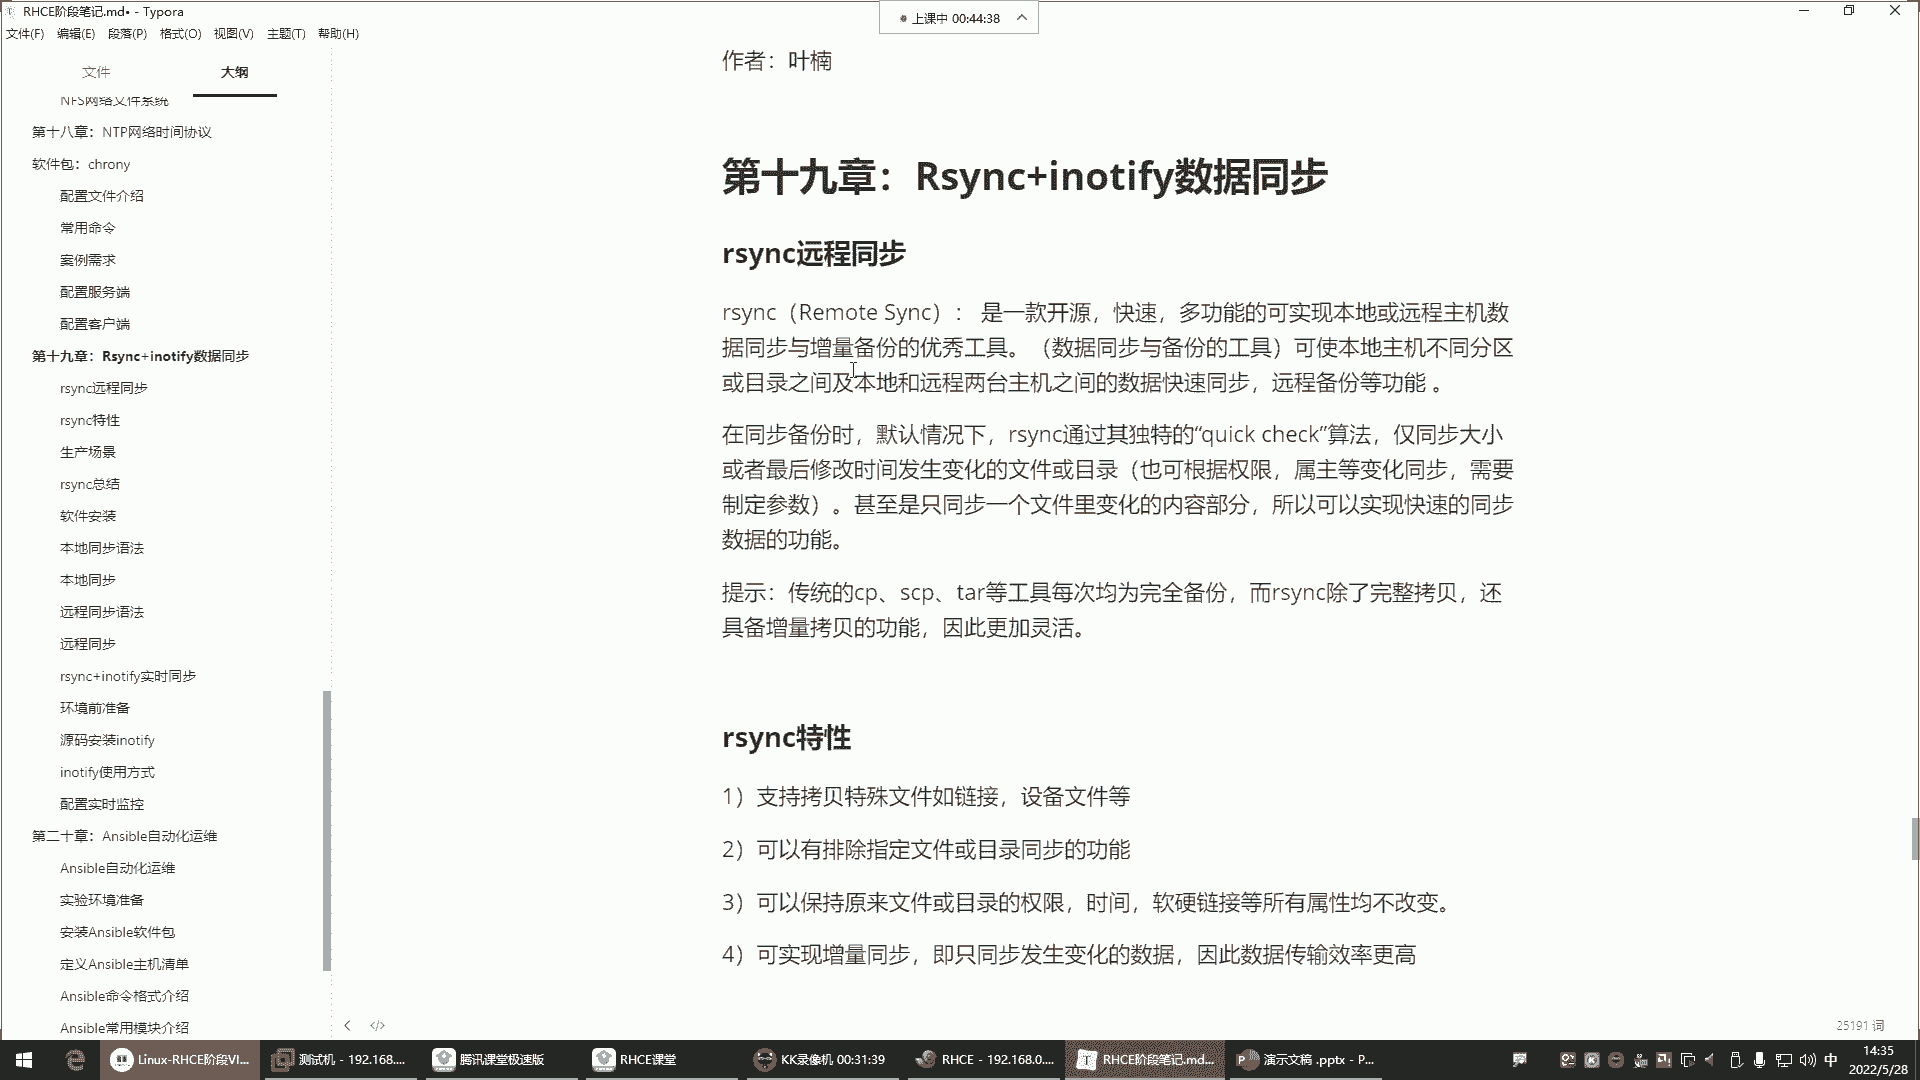 RHCE阶段笔记.md• - Typora
上课中 00:44:38
文件(F) 编辑(E) 段落(P) 格式(O) 视图(V) 主题(T) 帮助(H)
文件 大纲
NFS网络文件系统
第十八章：NTP网络时间协议
软件包：chrony
配置文件介绍
常用命令
案例需求
配置服务端
配置客户端
第十九章：Rsync+inotify数据同步
rsync远程同步
rsync特性
生产场景
rsync总结
软件安装
本地同步语法
本地同步
远程同步语法
远程同步
rsync+inotify实时同步
环境前准备
源码安装inotify
inotify使用方式
配置实时监控
第二十章：Ansible自动化运维
Ansible自动化运维
实验环境准备
安装Ansible软件包
定义Ansible主机清单
Ansible命令格式介绍
Ansible常用模块介绍
作者：叶楠
第十九章：Rsync+inotify数据同步
rsync远程同步
rsync（Remote Sync）： 是一款开源，快速，多功能的可实现本地或远程主机数
据同步与增量备份的优秀工具。（数据同步与备份的工具）可使本地主机不同分区
或目录之间及本地和远程两台主机之间的数据快速同步，远程备份等功能 。
在同步备份时，默认情况下，rsync通过其独特的“quick check”算法，仅同步大小
或者最后修改时间发生变化的文件或目录（也可根据权限，属主等变化同步，需要
制定参数）。甚至是只同步一个文件里变化的内容部分，所以可以实现快速的同步
数据的功能。
提示：传统的cp、scp、tar等工具每次均为完全备份，而rsync除了完整拷贝，还
具备增量拷贝的功能，因此更加灵活。
rsync特性
1）支持拷贝特殊文件如链接，设备文件等
2）可以有排除指定文件或目录同步的功能
3）可以保持原来文件或目录的权限，时间，软硬链接等所有属性均不改变。
4）可实现增量同步，即只同步发生变化的数据，因此数据传输效率更高
25191 词
Linux-RHCE阶段VI... 测试机 - 192.168.... 腾讯课堂极速版 RHCE课堂 KK录像机 00:31:39 RHCE - 192.168.0.... RHCE阶段笔记.md... 演示文稿 .pptx - P... 中 14:35
2022/5/28